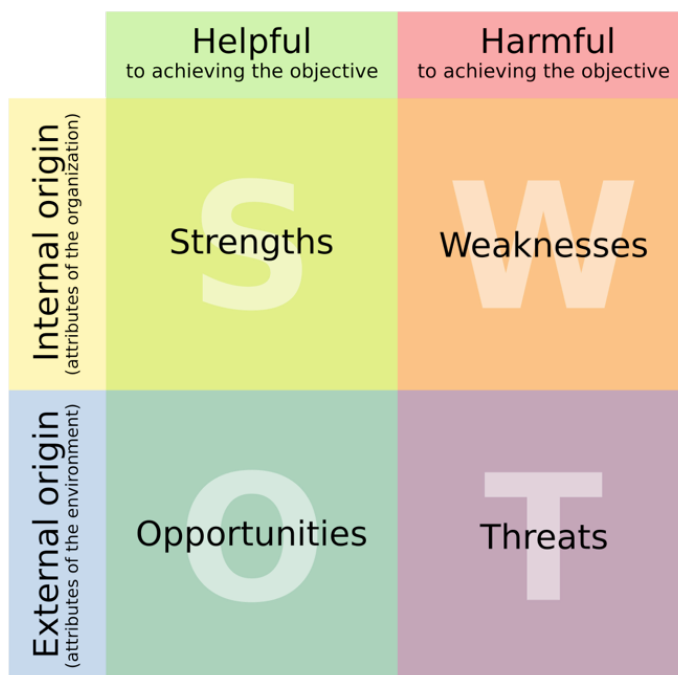 Helpful
to achieving the objective
Harmful
to achieving the objective
Internal origin
(attributes of the organization)
S
Strengths
W
Weaknesses
External origin
(attributes of the environment)
O
Opportunities
T
Threats